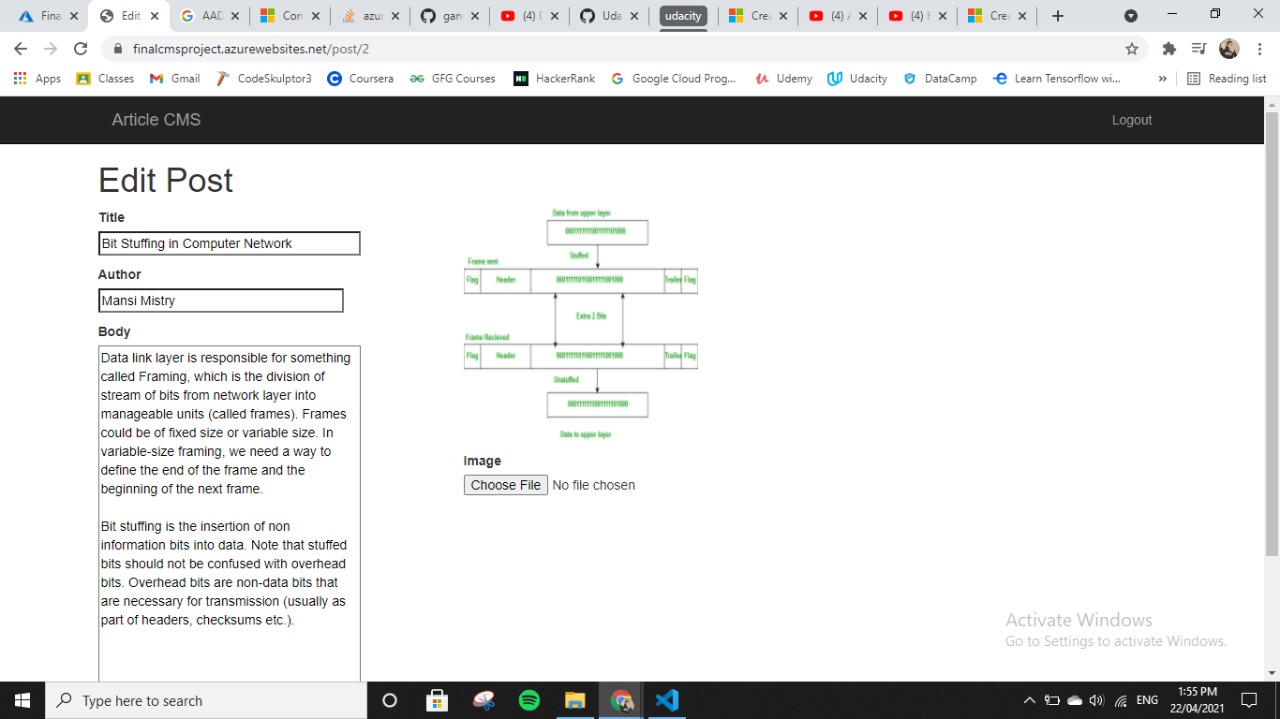 Fina
Edit
AAD
Con
azur
gan
(4) [
Uda
udacity
Crea
(4) A
(4) H
Crea
finalcmsproject.azurewebsites.net/post/2
Apps
Classes
Gmail
CodeSkulptor3
Coursera
GFG Courses
HackerRank
Google Cloud Prog...
Udemy
Udacity
DataCamp
Learn Tensorflow wi...
»
Reading list
Article CMS
Logout
Edit Post
Title
Bit Stuffing in Computer Network
Author
Mansi Mistry
Body
Data link layer is responsible for something
called Framing, which is the division of
stream of bits from network layer into
manageable units (called frames). Frames
could be of fixed size or variable size. In
variable-size framing, we need a way to
define the end of the frame and the
beginning of the next frame.
Bit stuffing is the insertion of non
information bits into data. Note that stuffed
bits should not be confused with overhead
bits. Overhead bits are non-data bits that
are necessary for transmission (usually as
part of headers, checksums etc.).
Data from upper layer
Stuffed
Frame sent
Flag Header Trailer Flag
Extra 2 Bits
Frame Recieved
Flag Header Trailer Flag
Unstuffed
Data to upper layer
Image
Choose File No file chosen
Activate Windows
Go to Settings to activate Windows.
Type here to search
ENG
1:55 PM
22/04/2021